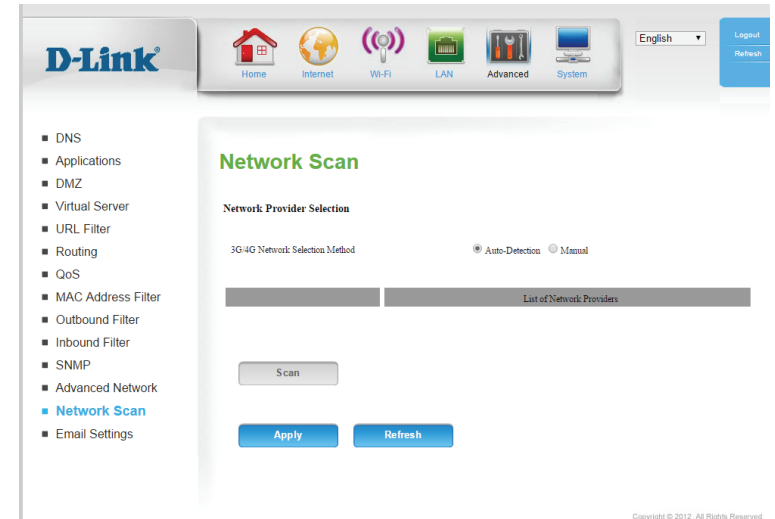 D-Link®
Home
Internet
Wi-Fi
LAN
Advanced
System
English
Logout
Refresh
DNS
Applications
DMZ
Virtual Server
URL Filter
Routing
QoS
MAC Address Filter
Outbound Filter
Inbound Filter
SNMP
Advanced Network
Network Scan
Email Settings
Network Scan
Network Provider Selection
3G/4G Network Selection Method
Auto-Detection Manual
List of Network Providers
Scan
Apply
Refresh
Copyright © 2012 All Rights Reserved